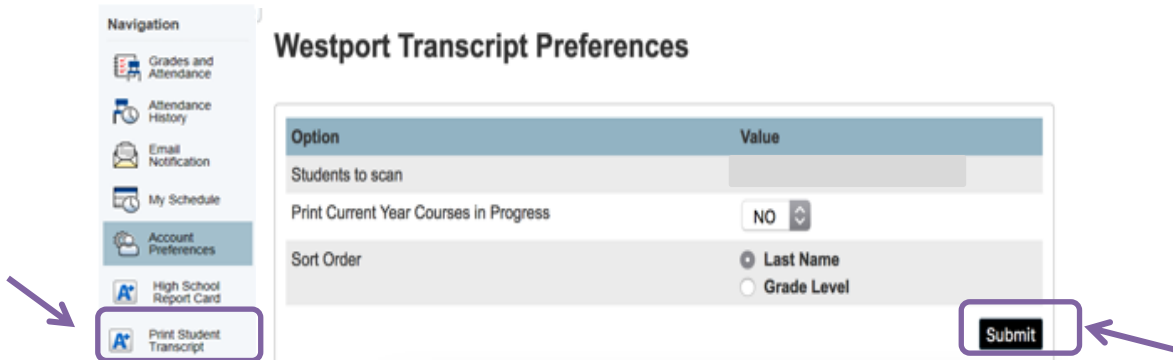 Navigation
Grades and
Attendance
Attendance
History
Email
Notification
My Schedule
Account
Preferences
High School
Report Card
Print Student
Transcript
Westport Transcript Preferences
Option Value
Students to scan
Print Current Year Courses in Progress NO
Sort Order Last Name
Grade Level
Submit